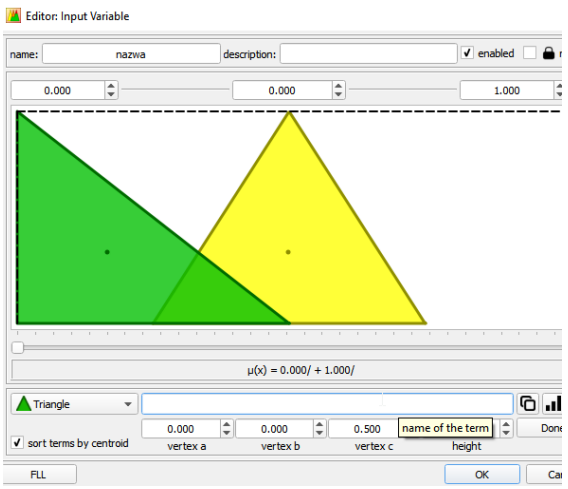 Editor: Input Variable
name: nazwa description: enabled
0.000 0.000 1.000
μ(x) = 0.000/ + 1.000/
Triangle
0.000 0.000 0.500 name of the term
sort terms by centroid vertex a vertex b vertex c height
FLL OK